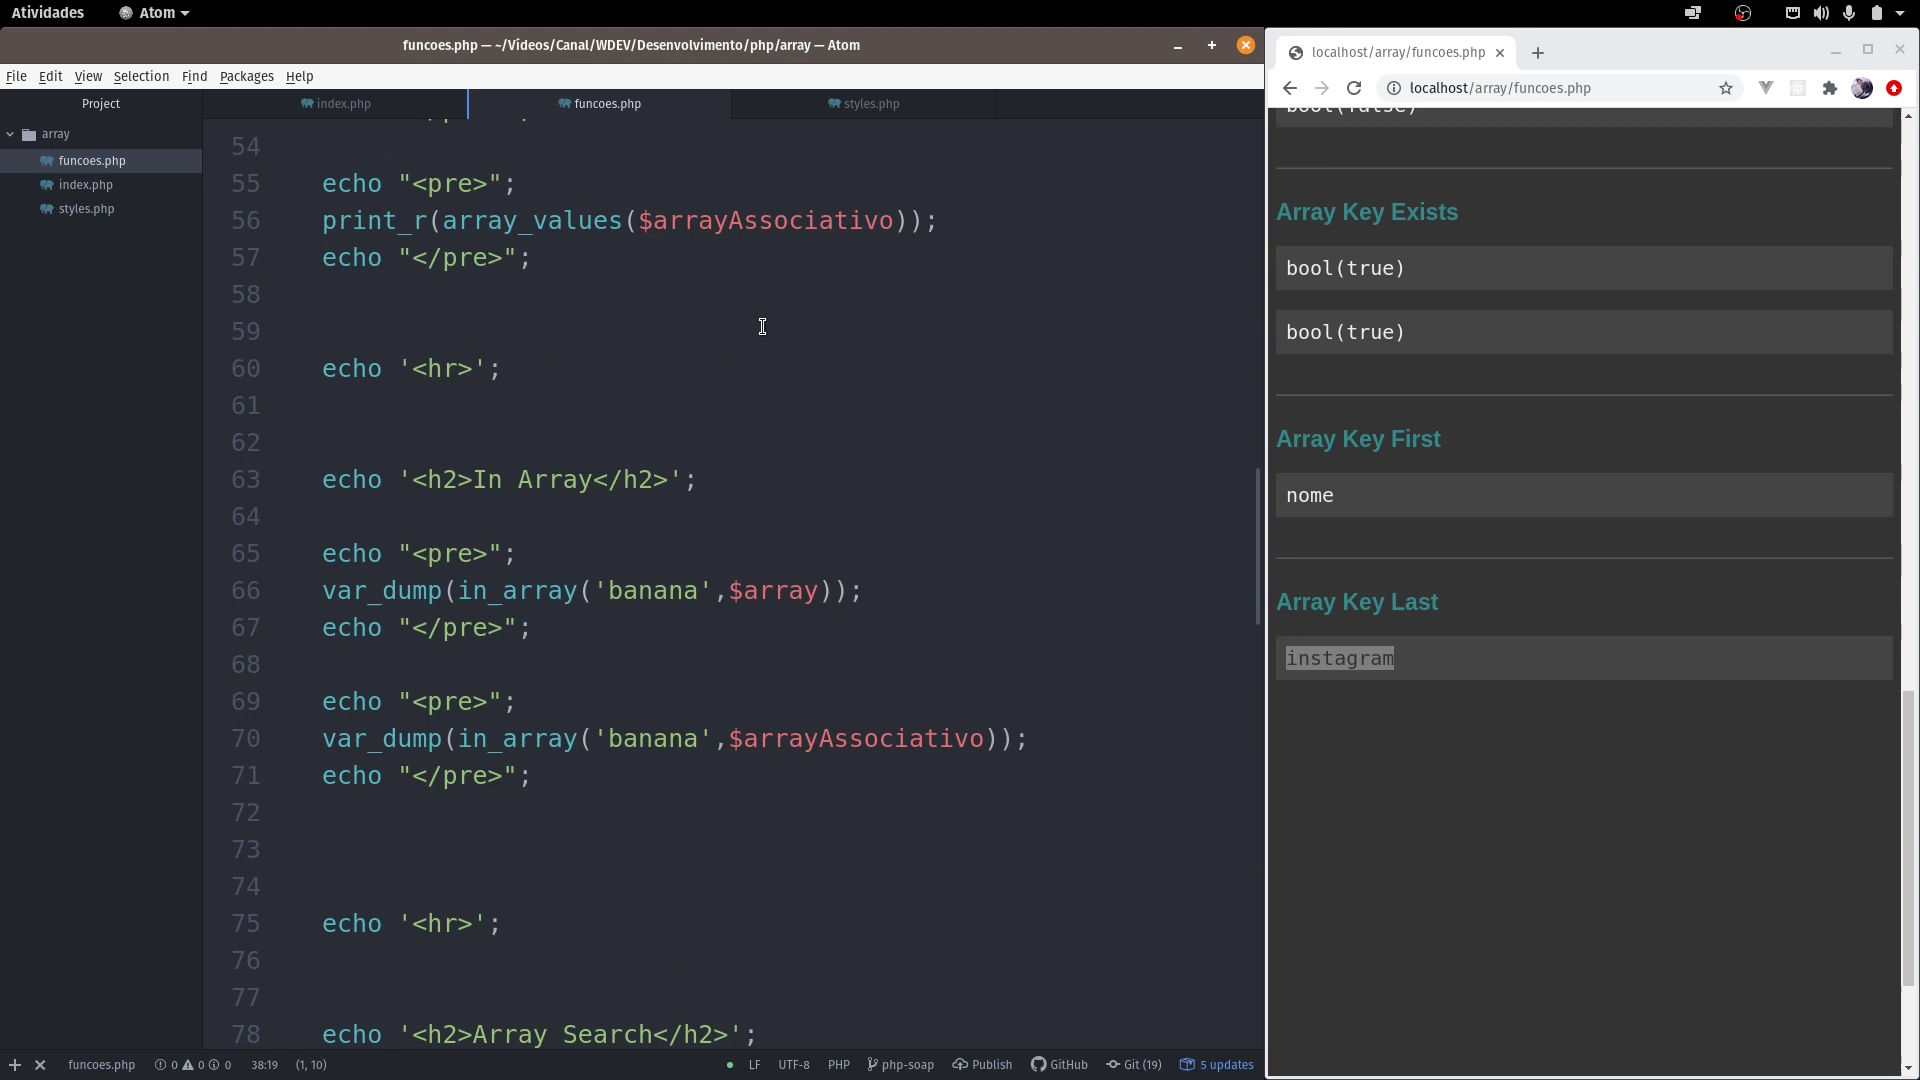 Atividades
Atom
funcoes.php — ~/Vídeos/Canal/WDEV/Desenvolvimento/php/array — Atom
File Edit View Selection Find Packages Help
Project
index.php
funcoes.php
styles.php
array
funcoes.php
index.php
styles.php
54
55 echo "<pre>";
56 print_r(array_values($arrayAssociativo));
57 echo "</pre>";
58
59
60 echo '<hr>';
61
62
63 echo '<h2>In Array</h2>';
64
65 echo "<pre>";
66 var_dump(in_array('banana',$array));
67 echo "</pre>";
68
69 echo "<pre>";
70 var_dump(in_array('banana',$arrayAssociativo));
71 echo "</pre>";
72
73
74
75 echo '<hr>';
76
77
78 echo '<h2>Array Search</h2>';
funcoes.php 0 0 0 38:19 (1, 10)
LF UTF-8 PHP php-soap Publish GitHub Git (19) 5 updates
localhost/array/funcoes.php
localhost/array/funcoes.php
bool(false)
Array Key Exists
bool(true)
bool(true)
Array Key First
nome
Array Key Last
instagram